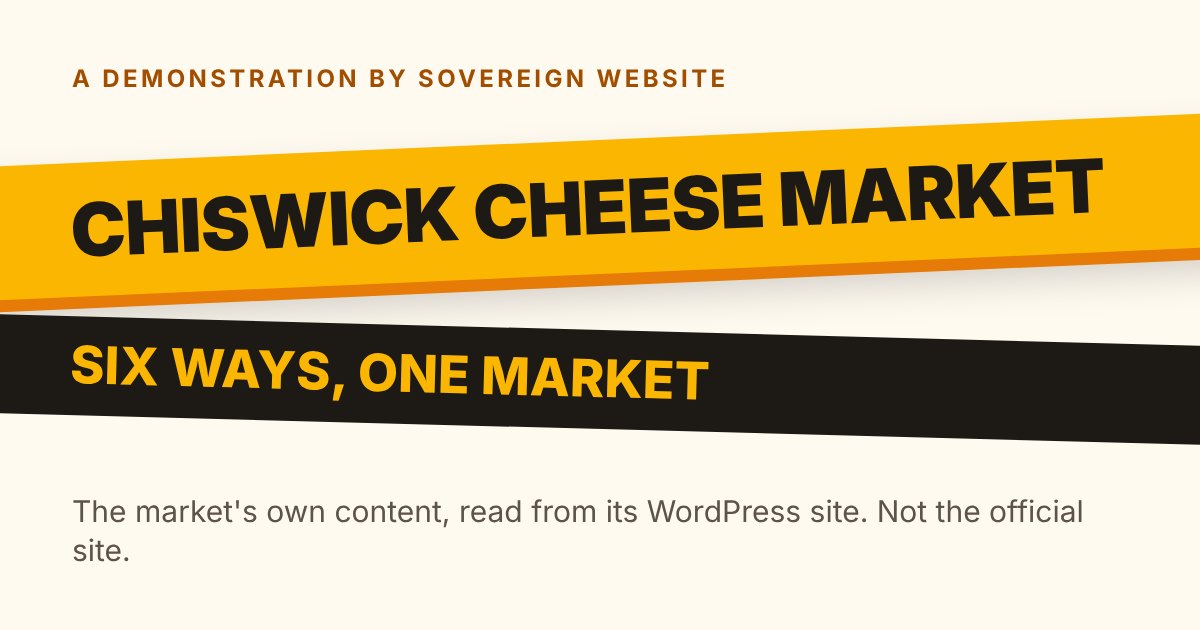 A DEMONSTRATION BY SOVEREIGN WEBSITE
CHISWICK CHEESE MARKET
SIX WAYS, ONE MARKET
The market's own content, read from its WordPress site. Not the official
site.